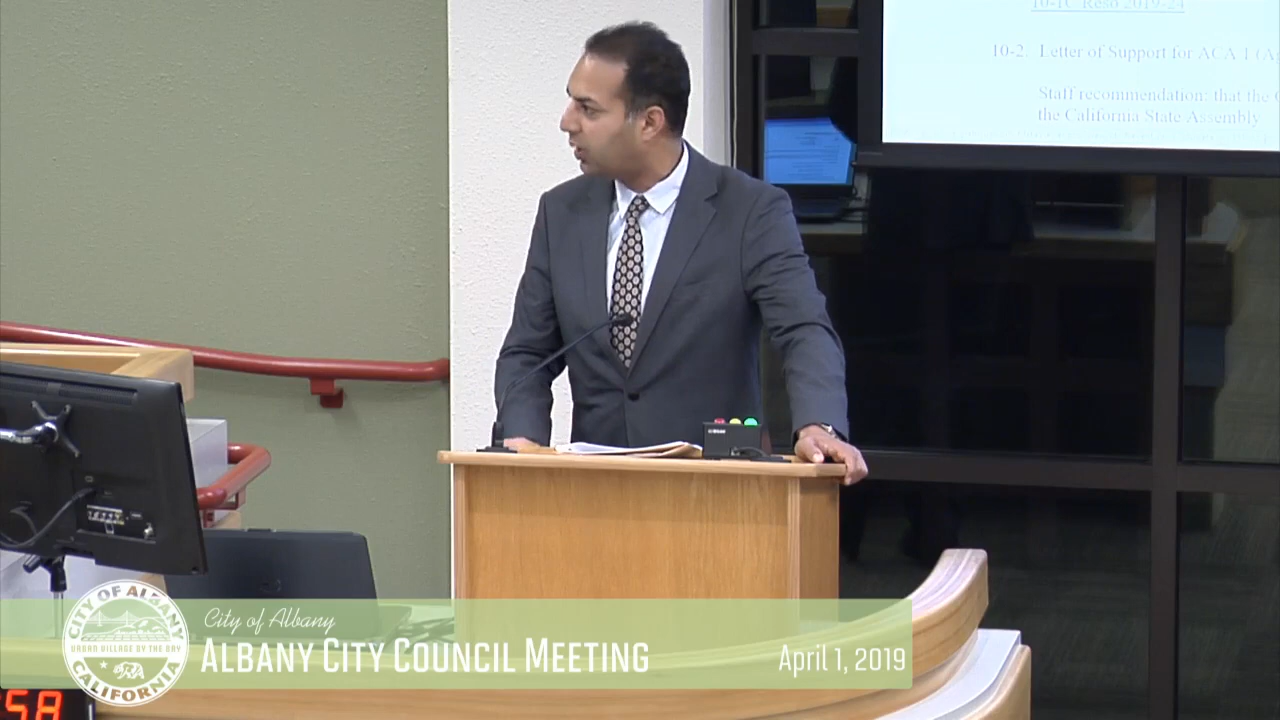 10-1C Reso 2019-24
10-2. Letter of Support for ACA 1 (A
Staff recommendation: that the
the California State Assembly
CITY OF ALBANY
URBAN VILLAGE BY THE BAY
CALIFORNIA
City of Albany
ALBANY CITY COUNCIL MEETING
April 1, 2019
58